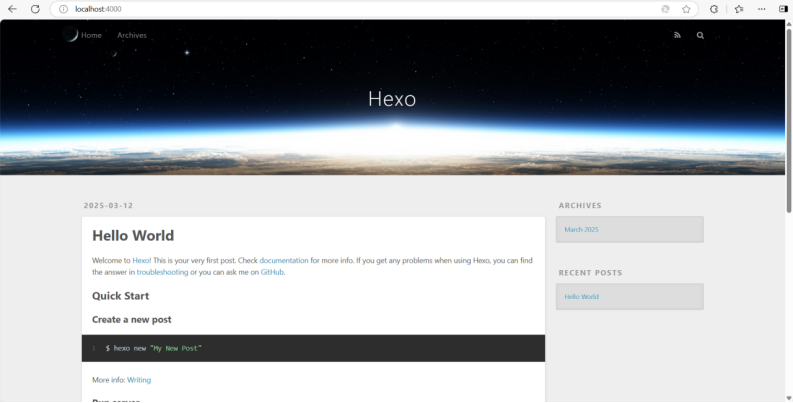 localhost:4000
Home Archives
Hexo
2025-03-12
Hello World
Welcome to Hexo! This is your very first post. Check documentation for more info. If you get any problems when using Hexo, you can find
the answer in troubleshooting or you can ask me on GitHub.
Quick Start
Create a new post
1 $ hexo new "My New Post"
More info: Writing
Run server
ARCHIVES
March 2025
RECENT POSTS
Hello World